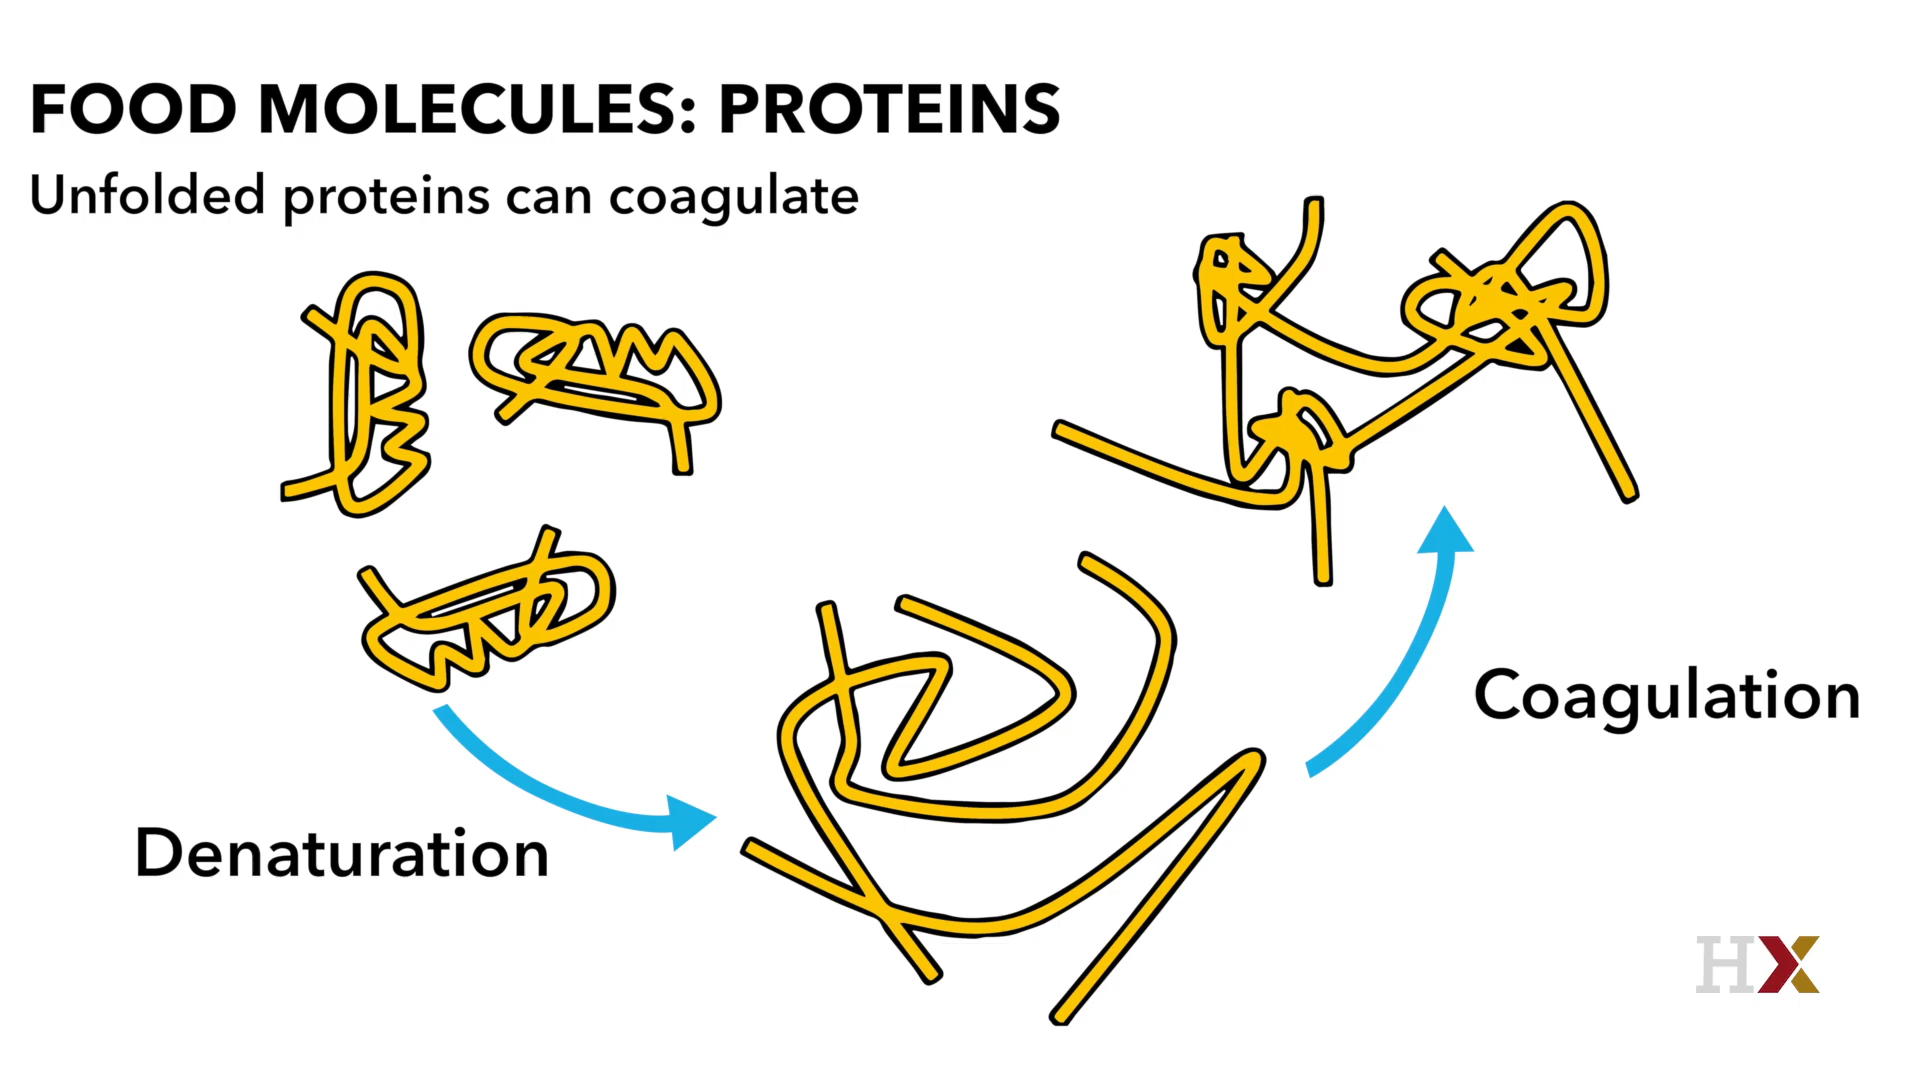 FOOD MOLECULES: PROTEINS
Unfolded proteins can coagulate
Coagulation
Denaturation
HX